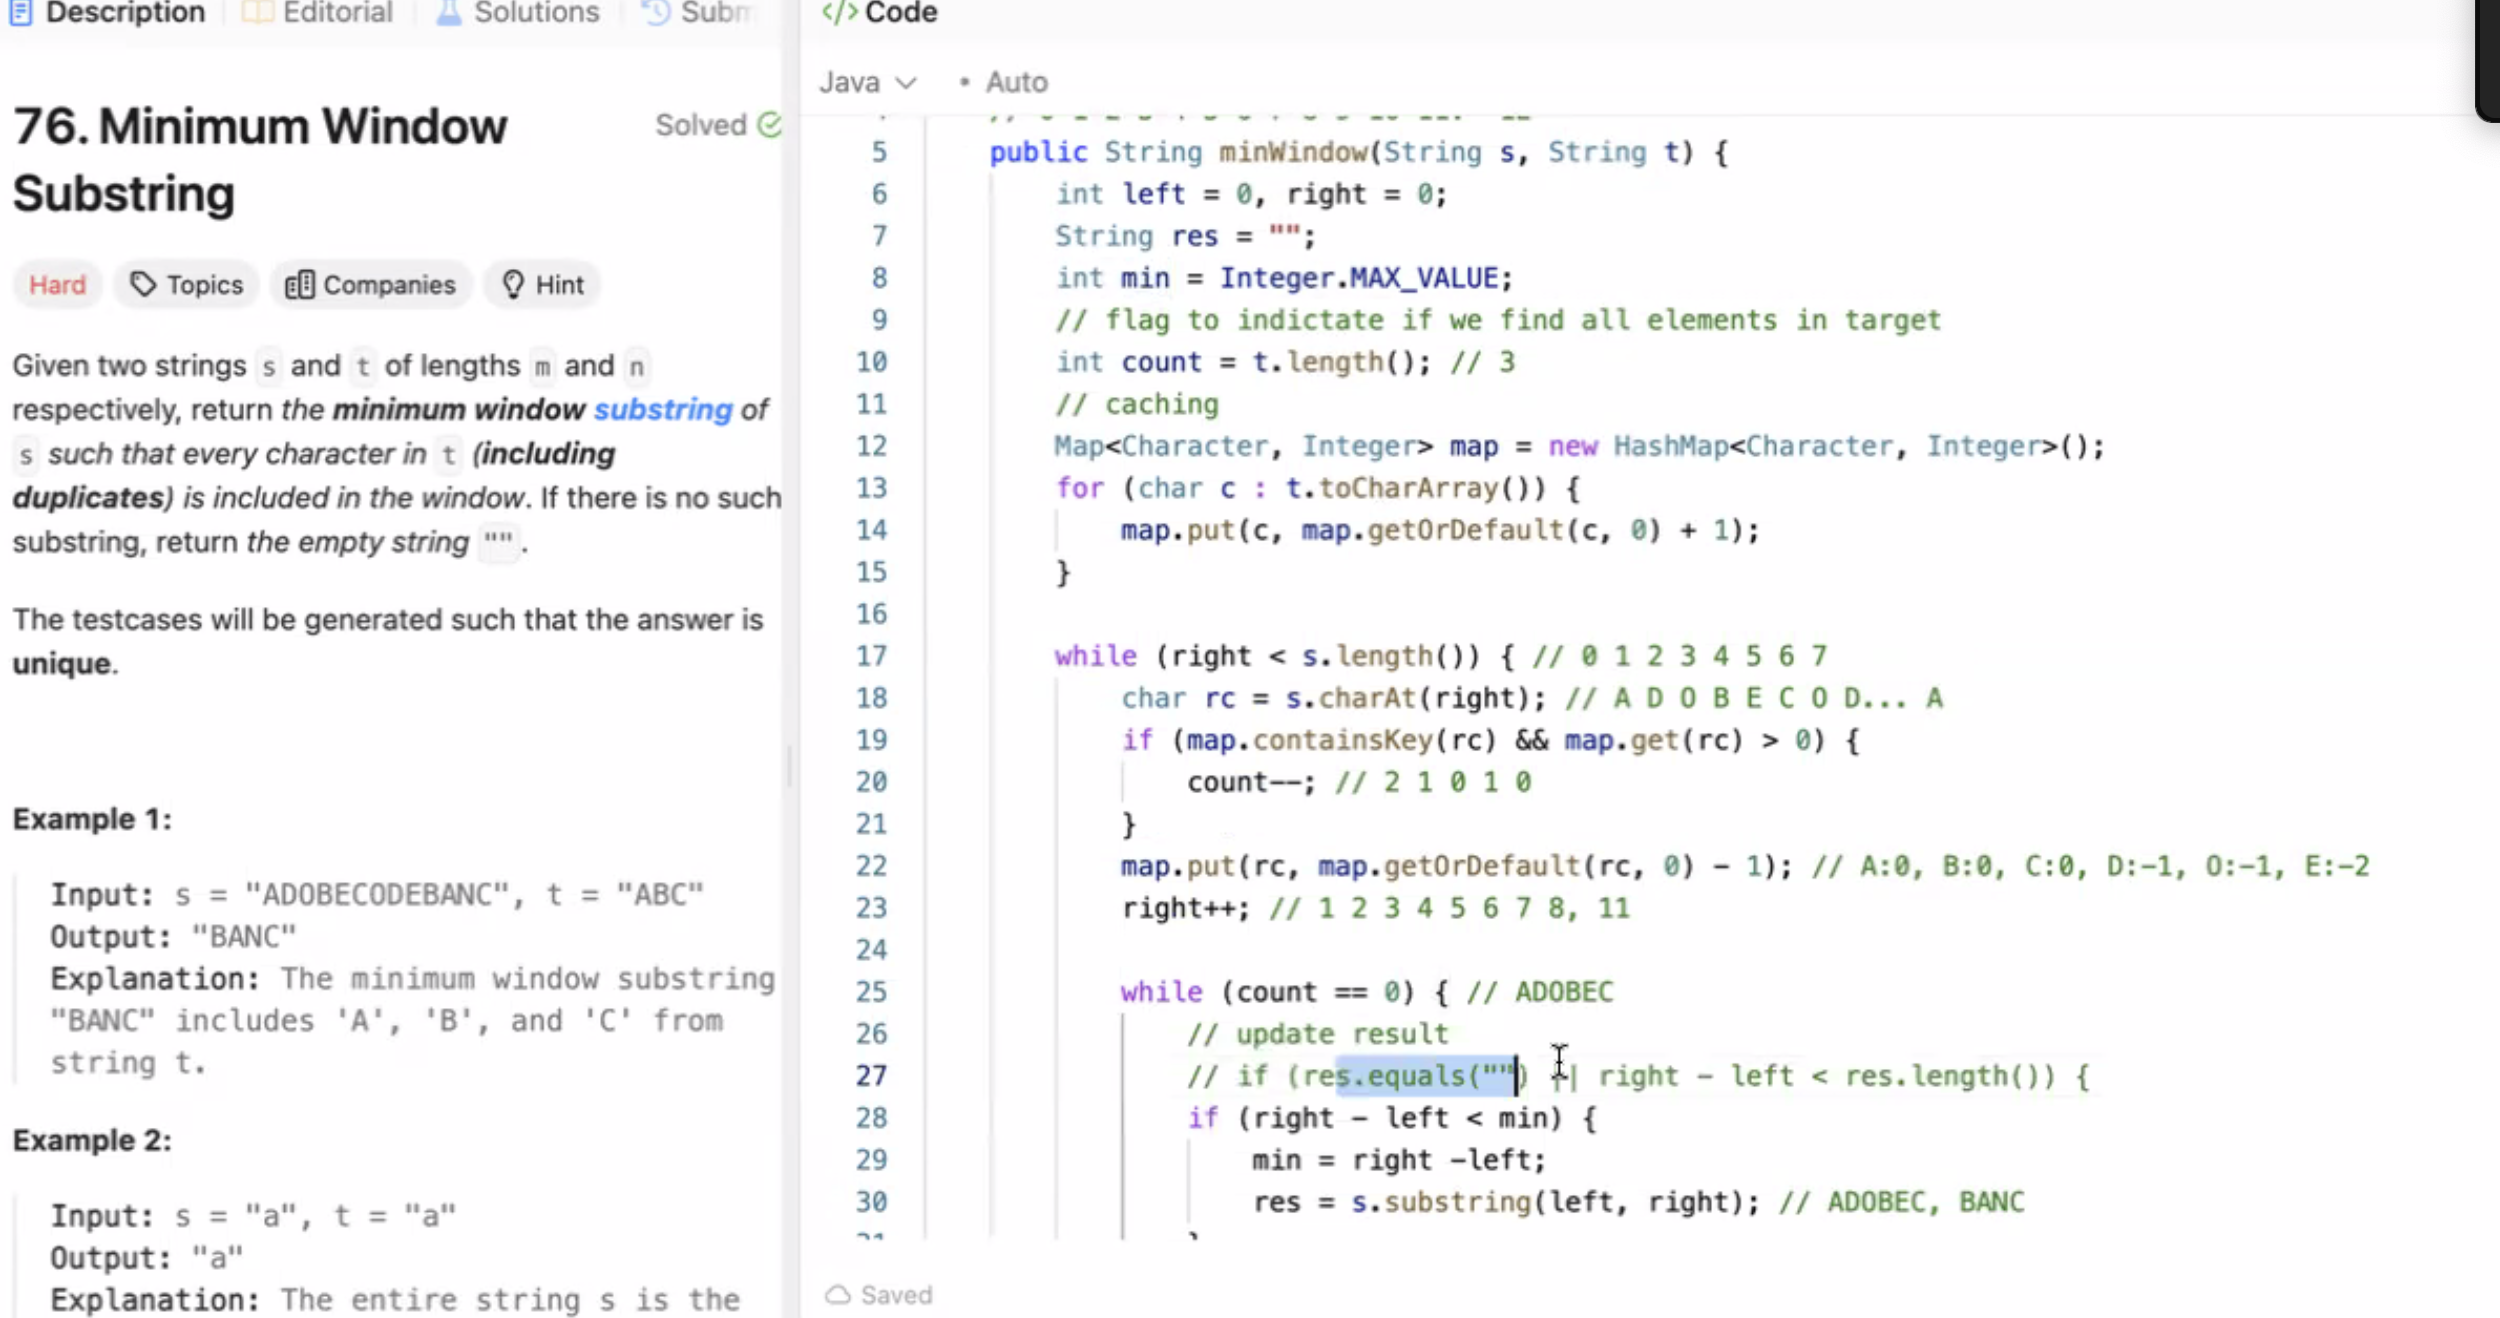 Description Editorial Solutions Subm
76. Minimum Window
Substring
Solved
Hard Topics Companies Hint
Given two strings s and t of lengths m and n
respectively, return the minimum window substring of
s such that every character in t (including
duplicates) is included in the window. If there is no such
substring, return the empty string "".
The testcases will be generated such that the answer is
unique.
Example 1:
Input: s = "ADOBECODEBANC", t = "ABC"
Output: "BANC"
Explanation: The minimum window substring
"BANC" includes 'A', 'B', and 'C' from
string t.
Example 2:
Input: s = "a", t = "a"
Output: "a"
Explanation: The entire string s is the
</> Code
Java • Auto
5 public String minWindow(String s, String t) {
6 int left = 0, right = 0;
7 String res = "";
8 int min = Integer.MAX_VALUE;
9 // flag to indictate if we find all elements in target
10 int count = t.length(); // 3
11 // caching
12 Map<Character, Integer> map = new HashMap<Character, Integer>();
13 for (char c : t.toCharArray()) {
14 map.put(c, map.getOrDefault(c, 0) + 1);
15 }
16
17 while (right < s.length()) { // 0 1 2 3 4 5 6 7
18 char rc = s.charAt(right); // A D O B E C O D... A
19 if (map.containsKey(rc) && map.get(rc) > 0) {
20 count--; // 2 1 0 1 0
21 }
22 map.put(rc, map.getOrDefault(rc, 0) - 1); // A:0, B:0, C:0, D:-1, O:-1, E:-2
23 right++; // 1 2 3 4 5 6 7 8, 11
24
25 while (count == 0) { // ADOBEC
26 // update result
27 // if (res.equals("") || right - left < res.length()) {
28 if (right - left < min) {
29 min = right -left;
30 res = s.substring(left, right); // ADOBEC, BANC
Saved